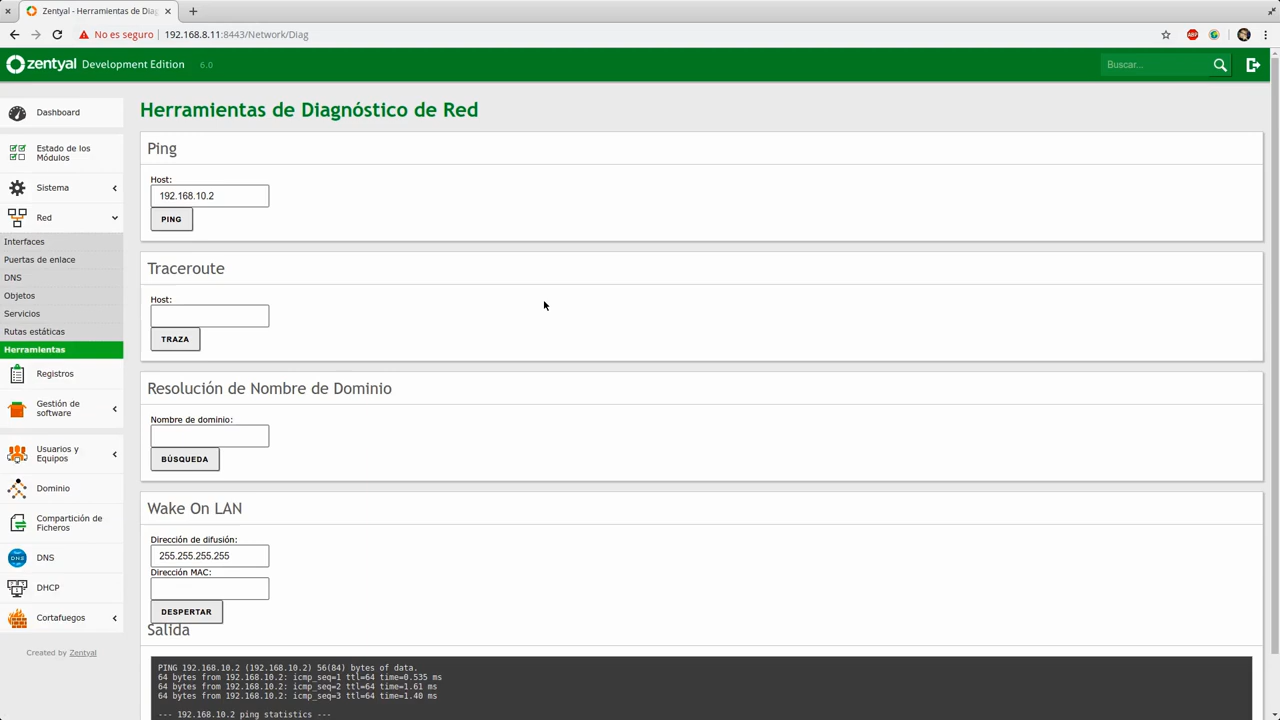 Zentyal - Herramientas de Diag
No es seguro
192.168.8.11:8443/Network/Diag
zentyal Development Edition 6.0
Buscar...
Dashboard
Estado de los
Módulos
Sistema
Red
Interfaces
Puertas de enlace
DNS
Objetos
Servicios
Rutas estáticas
Herramientas
Registros
Gestión de
software
Usuarios y
Equipos
Dominio
Compartición de
Ficheros
DNS
DNS
DHCP
Cortafuegos
Created by Zentyal
Herramientas de Diagnóstico de Red
Ping
Host:
192.168.10.2
PING
Traceroute
Host:
TRAZA
Resolución de Nombre de Dominio
Nombre de dominio:
BÚSQUEDA
Wake On LAN
Dirección de difusión:
255.255.255.255
Dirección MAC:
DESPERTAR
Salida
PING 192.168.10.2 (192.168.10.2) 56(84) bytes of data.
64 bytes from 192.168.10.2: icmp_seq=1 ttl=64 time=0.535 ms
64 bytes from 192.168.10.2: icmp_seq=2 ttl=64 time=1.61 ms
64 bytes from 192.168.10.2: icmp_seq=3 ttl=64 time=1.40 ms
--- 192.168.10.2 ping statistics ---